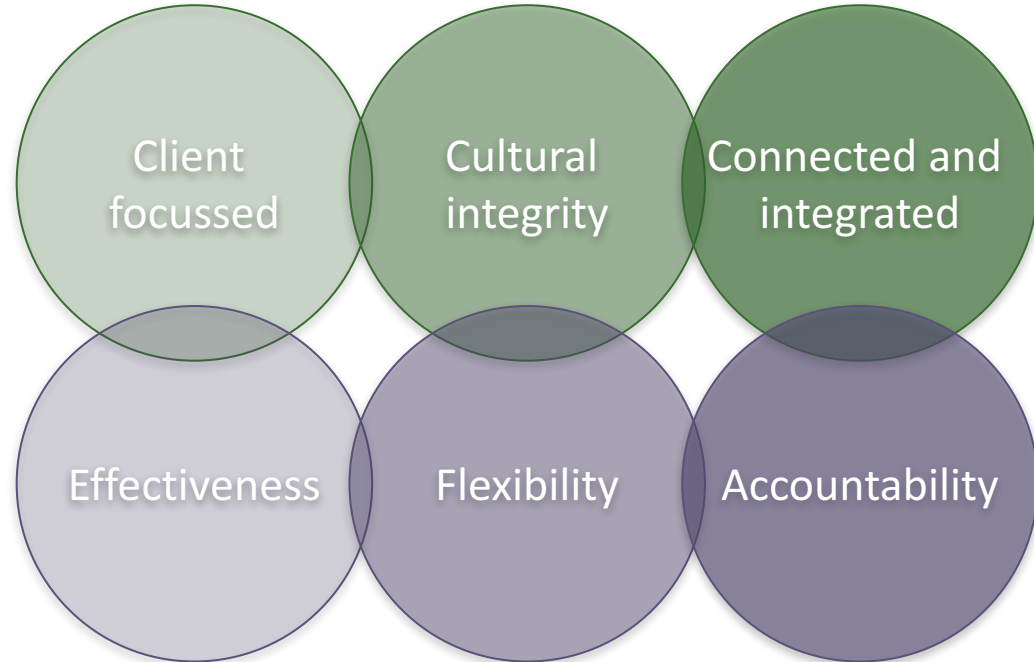 Client
focussed
Cultural
integrity
Connected and
integrated
Effectiveness
Flexibility
Accountability